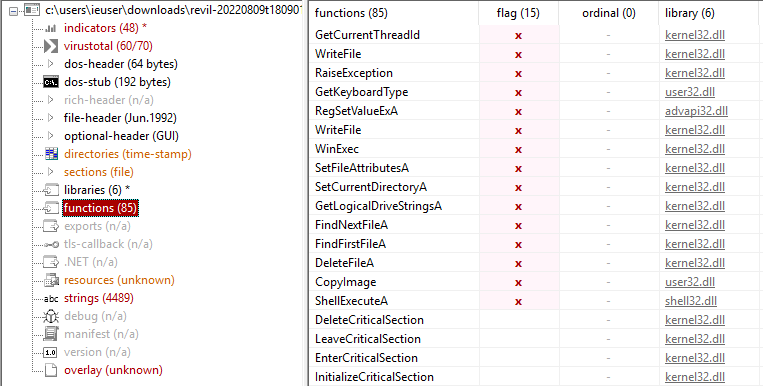 c:\users\ieuser\downloads\revil-20220809t18090
indicators (48) *
virustotal (60/70)
dos-header (64 bytes)
dos-stub (192 bytes)
rich-header (n/a)
file-header (Jun.1992)
optional-header (GUI)
directories (time-stamp)
sections (file)
libraries (6) *
functions (85)
exports (n/a)
tls-callback (n/a)
.NET (n/a)
resources (unknown)
abc strings (4489)
debug (n/a)
manifest (n/a)
1.0 version (n/a)
overlay (unknown)
functions (85) flag (15) ordinal (0) library (6)
GetCurrentThreadId x - kernel32.dll
WriteFile x - kernel32.dll
RaiseException x - kernel32.dll
GetKeyboardType x - user32.dll
RegSetValueExA x - advapi32.dll
WriteFile x - kernel32.dll
WinExec x - kernel32.dll
SetFileAttributesA x - kernel32.dll
SetCurrentDirectoryA x - kernel32.dll
GetLogicalDriveStringsA x - kernel32.dll
FindNextFileA x - kernel32.dll
FindFirstFileA x - kernel32.dll
DeleteFileA x - kernel32.dll
CopyImage x - user32.dll
ShellExecuteA x - shell32.dll
DeleteCriticalSection - kernel32.dll
LeaveCriticalSection - kernel32.dll
EnterCriticalSection - kernel32.dll
InitializeCriticalSection - kernel32.dll